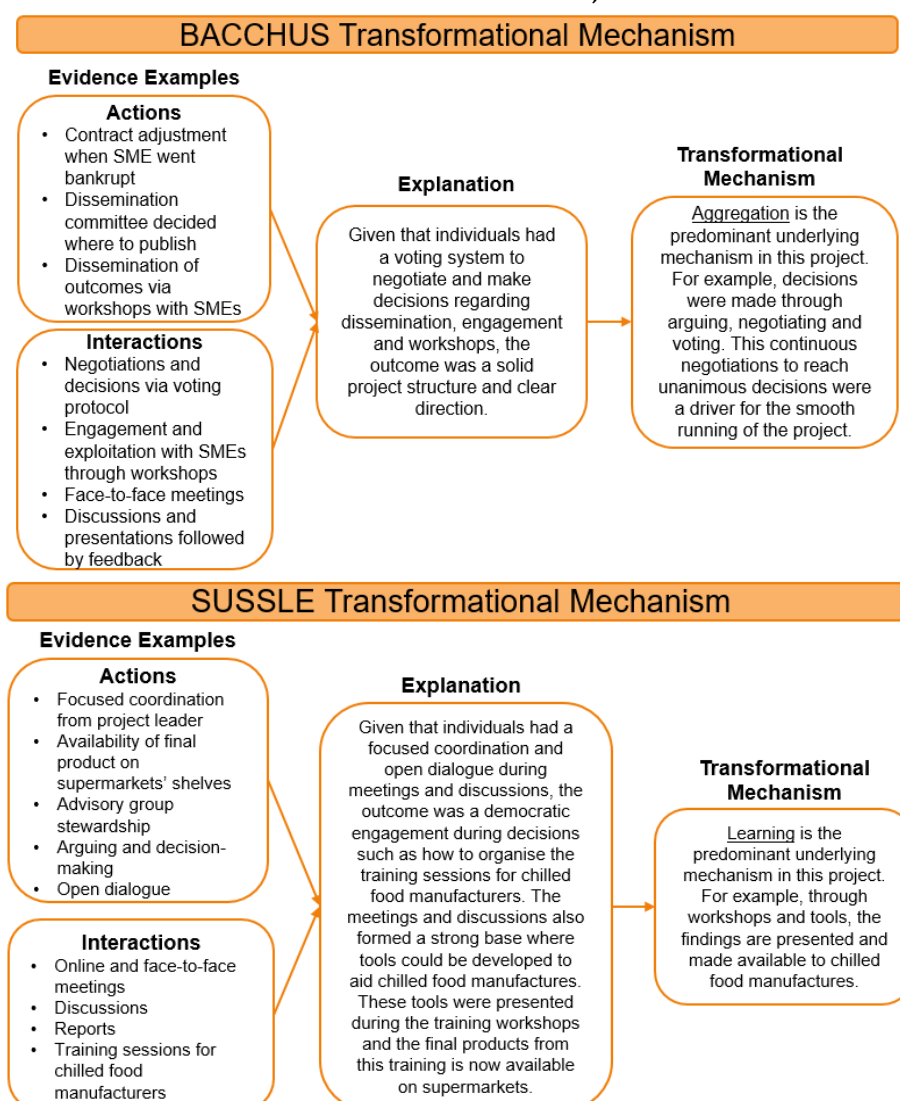 BACCHUS Transformational Mechanism
Evidence Examples
Actions
• Contract adjustment
when SME went
bankrupt
• Dissemination
committee decided
where to publish
• Dissemination of
outcomes via
workshops with SMEs
Interactions
• Negotiations and
decisions via voting
protocol
• Engagement and
exploitation with SMEs
through workshops
• Face-to-face meetings
• Discussions and
presentations followed
by feedback
Explanation
Given that individuals had
a voting system to
negotiate and make
decisions regarding
dissemination, engagement
and workshops, the
outcome was a solid
project structure and clear
direction.
Transformational
Mechanism
Aggregation is the
predominant underlying
mechanism in this project.
For example, decisions
were made through
arguing, negotiating and
voting. This continuous
negotiations to reach
unanimous decisions were
a driver for the smooth
running of the project.
SUSSLE Transformational Mechanism
Evidence Examples
Actions
• Focused coordination
from project leader
• Availability of final
product on
supermarkets' shelves
• Advisory group
stewardship
• Arguing and decision-
making
• Open dialogue
Interactions
• Online and face-to-face
meetings
• Discussions
• Reports
• Training sessions for
chilled food
manufacturers
Explanation
Given that individuals had a
focused coordination and
open dialogue during
meetings and discussions, the
outcome was a democratic
engagement during decisions
such as how to organise the
training sessions for chilled
food manufacturers. The
meetings and discussions also
formed a strong base where
tools could be developed to
aid chilled food manufactures.
These tools were presented
during the training workshops
and the final products from
this training is now available
on supermarkets.
Transformational
Mechanism
Learning is the
predominant underlying
mechanism in this project.
For example, through
workshops and tools, the
findings are presented and
made available to chilled
food manufactures.